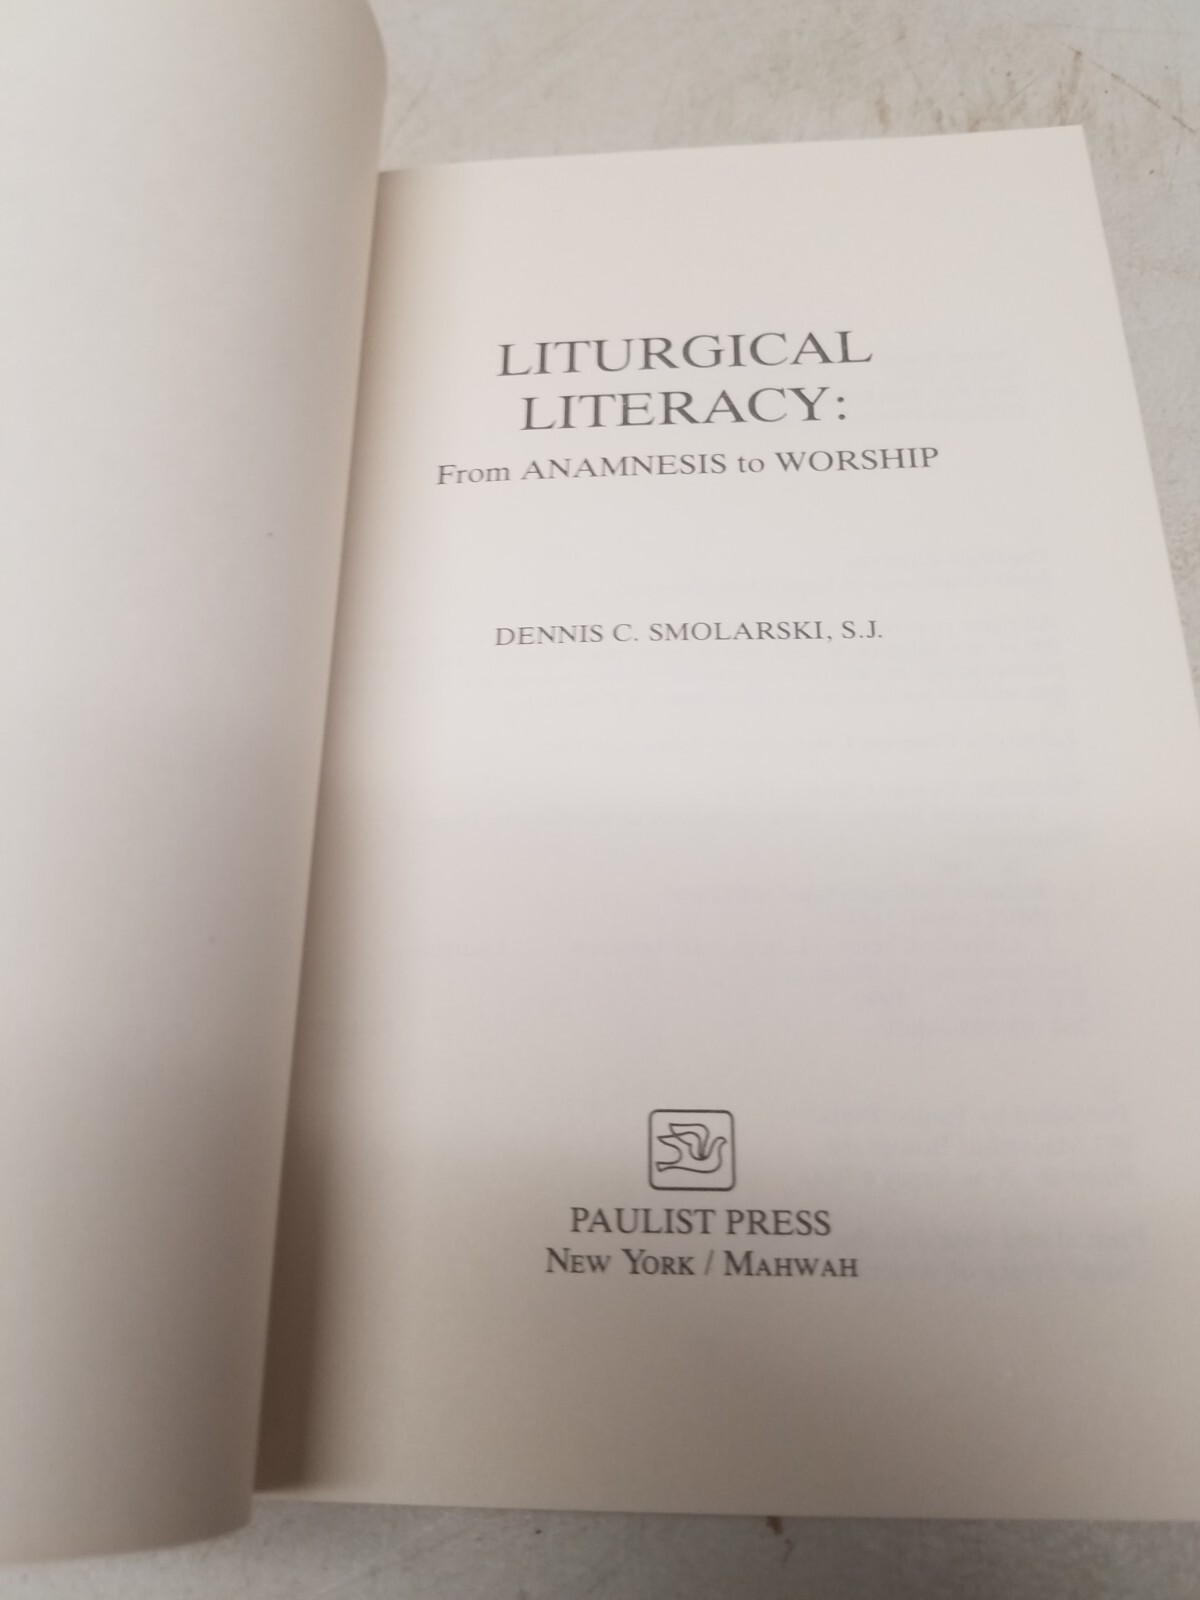 LITURGICAL
LITERACY:
From ANAMNESIS to WORSHIP
DENNIS C. SMOLARSKI, S.J.
PAULIST PRESS
NEW YORK / MAHWAH